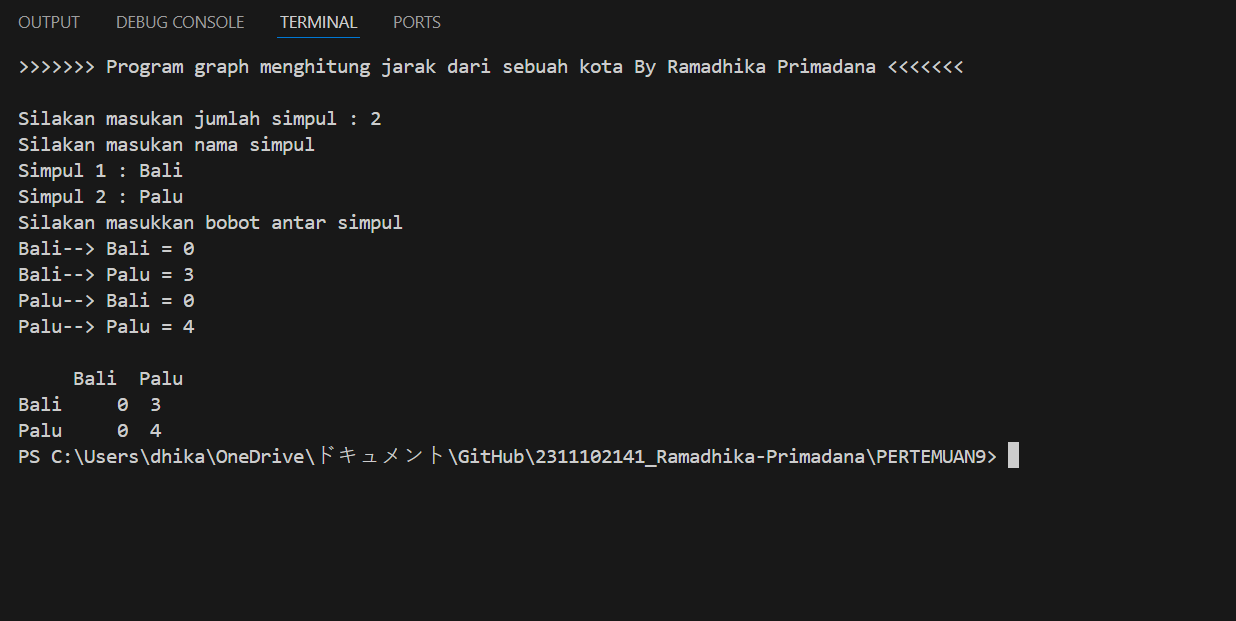 OUTPUT DEBUG CONSOLE TERMINAL PORTS
>>>>>>> Program graph menghitung jarak dari sebuah kota By Ramadhika Primadana <<<<<<<
Silakan masukan jumlah simpul : 2
Silakan masukan nama simpul
Simpul 1 : Bali
Simpul 2 : Palu
Silakan masukkan bobot antar simpul
Bali--> Bali = 0
Bali--> Palu = 3
Palu--> Bali = 0
Palu--> Palu = 4
Bali Palu
Bali 0 3
Palu 0 4
PS C:\Users\dhika\OneDrive\ドキュメント\GitHub\2311102141_Ramadhika-Primadana\PERTEMUAN9>